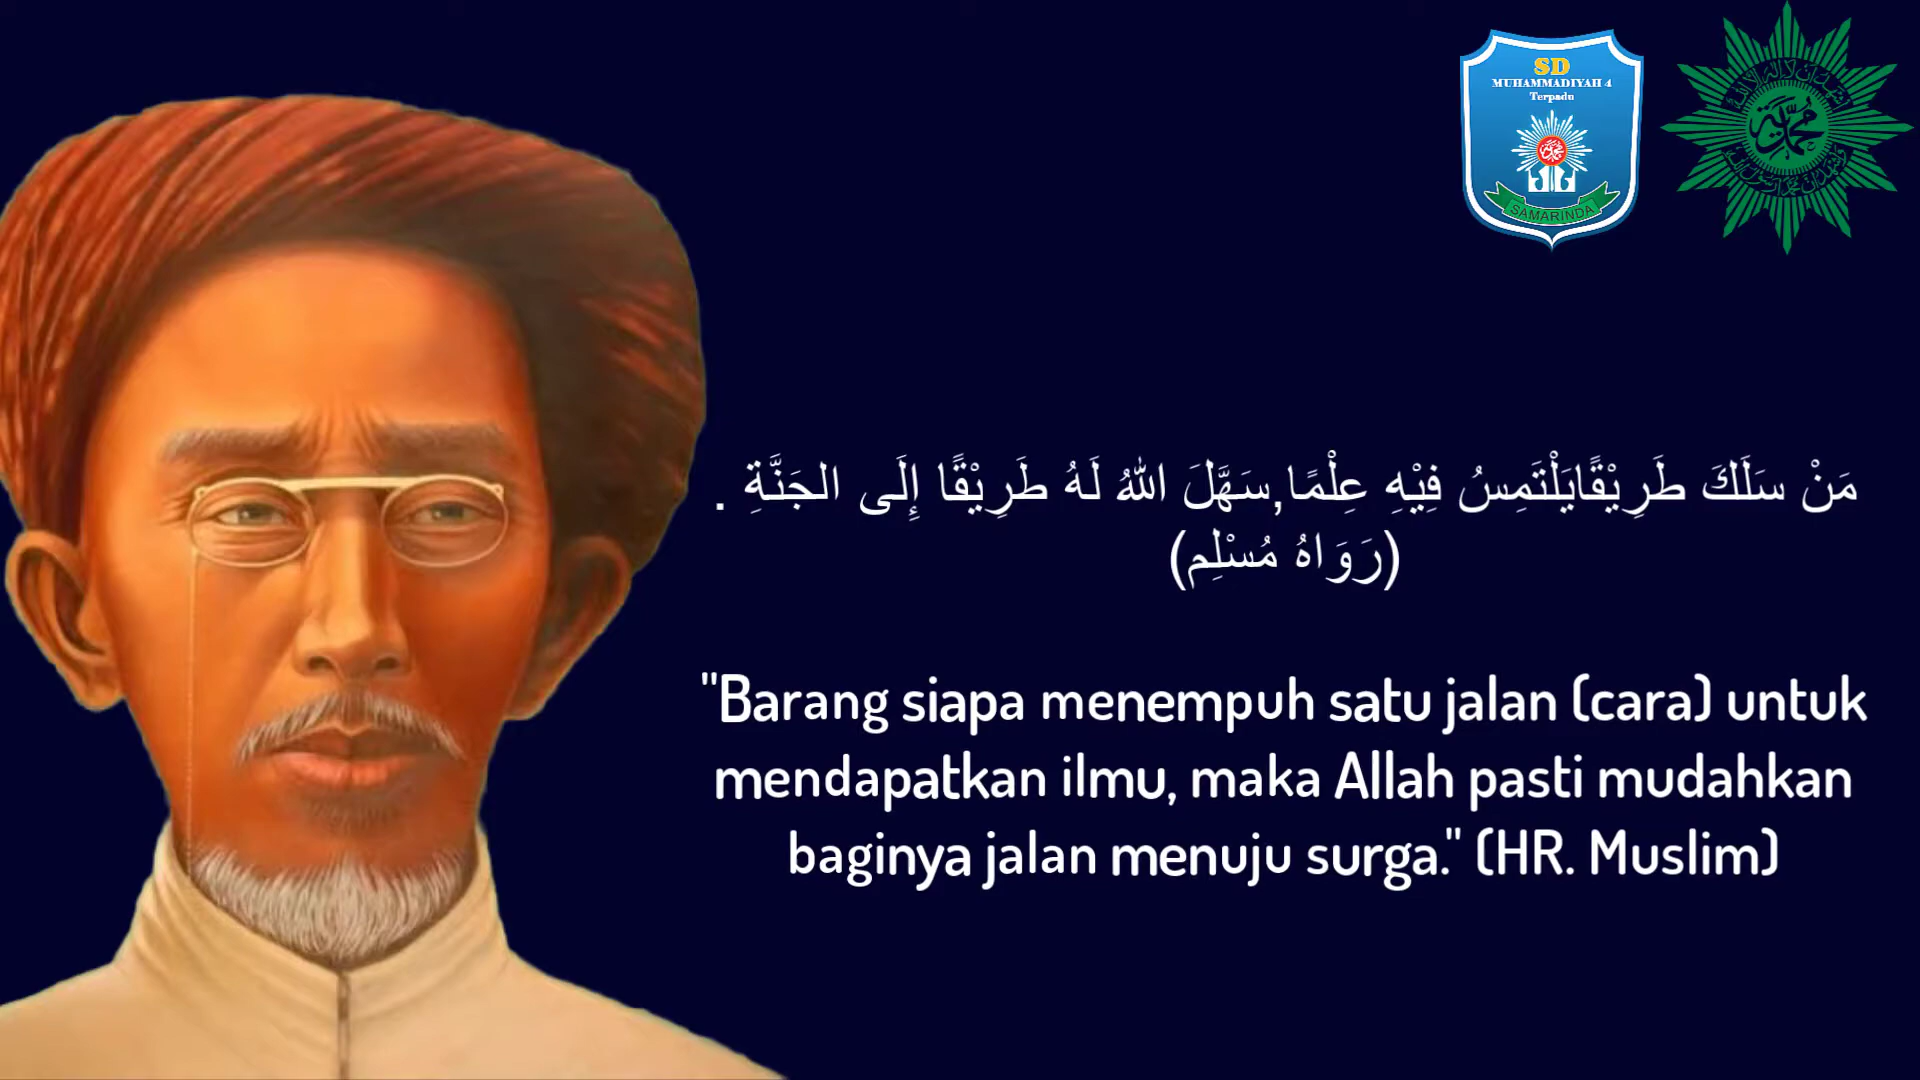 SD
MUHAMMADIYAH 4
Terpadu
SAMARINDA
مَنْ سَلَكَ طَرِيْقًايَلْتَمِسُ فِيْهِ عِلْمًا,سَهَّلَ اللهُ لَهُ طَرِيْقًا إِلَى الجَنَّةِ .
(رَوَاهُ مُسْلِم)
"Barang siapa menempuh satu jalan (cara) untuk
mendapatkan ilmu, maka Allah pasti mudahkan
baginya jalan menuju surga." (HR. Muslim)